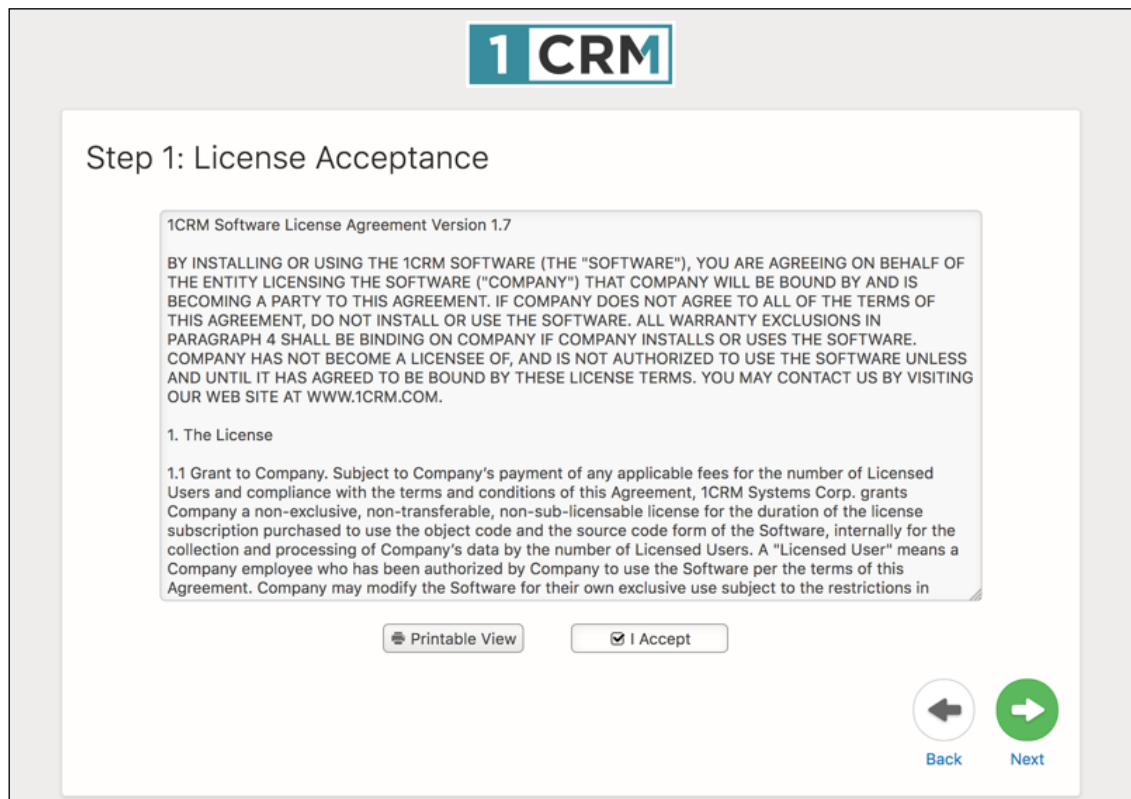 1 CRM
Step 1: License Acceptance
1CRM Software License Agreement Version 1.7
BY INSTALLING OR USING THE 1CRM SOFTWARE (THE "SOFTWARE"), YOU ARE AGREEING ON BEHALF OF
THE ENTITY LICENSING THE SOFTWARE ("COMPANY") THAT COMPANY WILL BE BOUND BY AND IS
BECOMING A PARTY TO THIS AGREEMENT. IF COMPANY DOES NOT AGREE TO ALL OF THE TERMS OF
THIS AGREEMENT, DO NOT INSTALL OR USE THE SOFTWARE. ALL WARRANTY EXCLUSIONS IN
PARAGRAPH 4 SHALL BE BINDING ON COMPANY IF COMPANY INSTALLS OR USES THE SOFTWARE.
COMPANY HAS NOT BECOME A LICENSEE OF, AND IS NOT AUTHORIZED TO USE THE SOFTWARE UNLESS
AND UNTIL IT HAS AGREED TO BE BOUND BY THESE LICENSE TERMS. YOU MAY CONTACT US BY VISITING
OUR WEB SITE AT WWW.1CRM.COM.
1. The License
1.1 Grant to Company. Subject to Company's payment of any applicable fees for the number of Licensed
Users and compliance with the terms and conditions of this Agreement, 1CRM Systems Corp. grants
Company a non-exclusive, non-transferable, non-sub-licensable license for the duration of the license
subscription purchased to use the object code and the source code form of the Software, internally for the
collection and processing of Company's data by the number of Licensed Users. A "Licensed User" means a
Company employee who has been authorized by Company to use the Software per the terms of this
Agreement. Company may modify the Software for their own exclusive use subject to the restrictions in
Printable View
I Accept
Back
Next